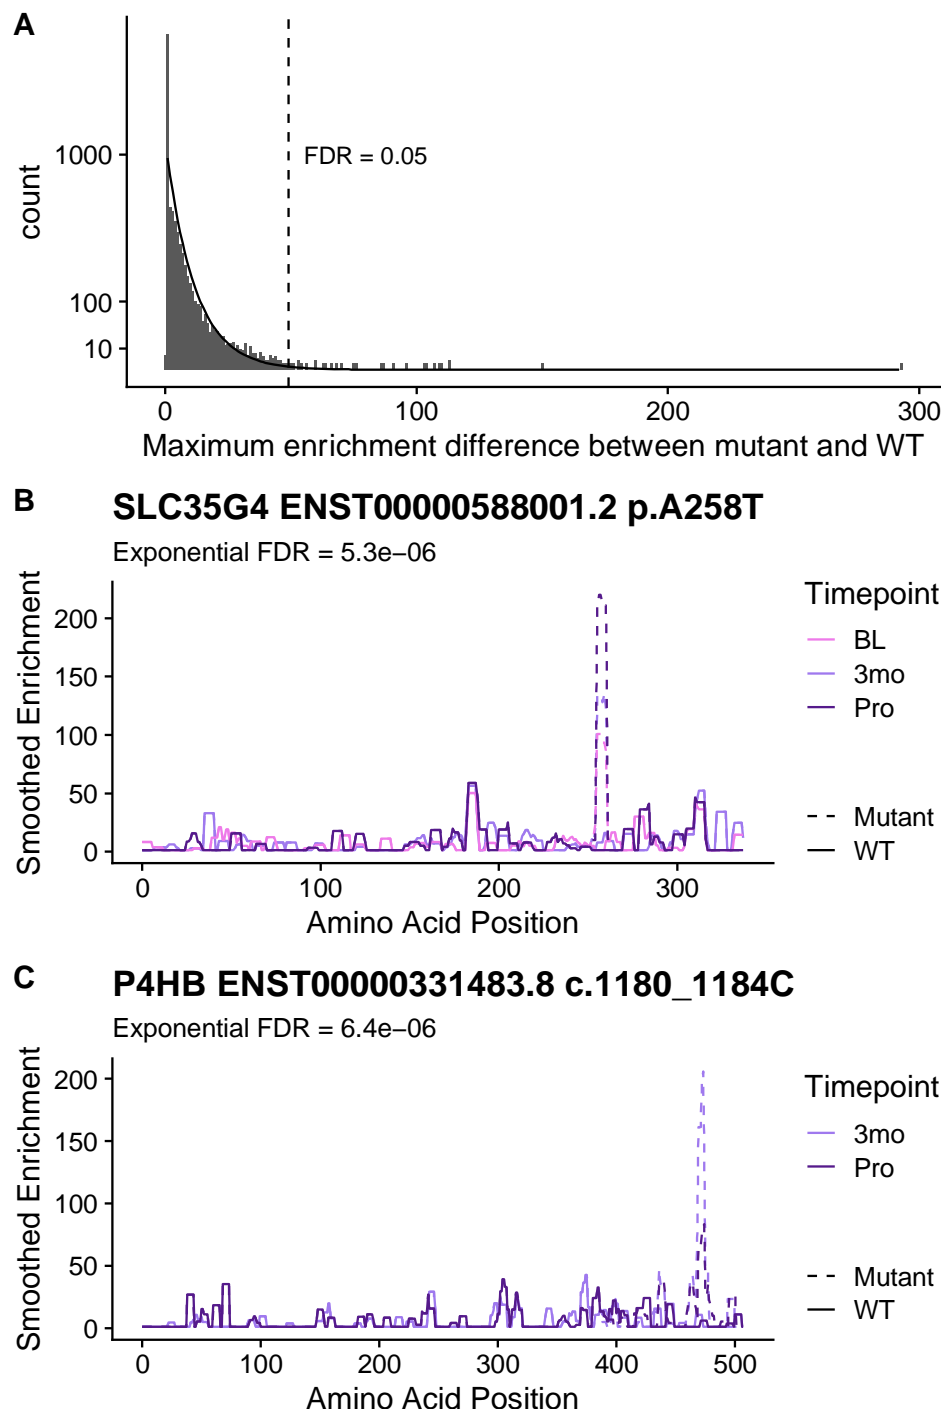 A
count
1000
100
10
FDR = 0.05
0 100 200 300
Maximum enrichment difference between mutant and WT
B
SLC35G4 ENST00000588001.2 p.A258T
Exponential FDR = 5.3e−06
Smoothed Enrichment
200
150
100
50
0
0 100 200 300
Amino Acid Position
Timepoint
BL
3mo
Pro
Mutant
WT
C
P4HB ENST00000331483.8 c.1180_1184C
Exponential FDR = 6.4e−06
Smoothed Enrichment
200
150
100
50
0
0 100 200 300 400 500
Amino Acid Position
Timepoint
3mo
Pro
Mutant
WT